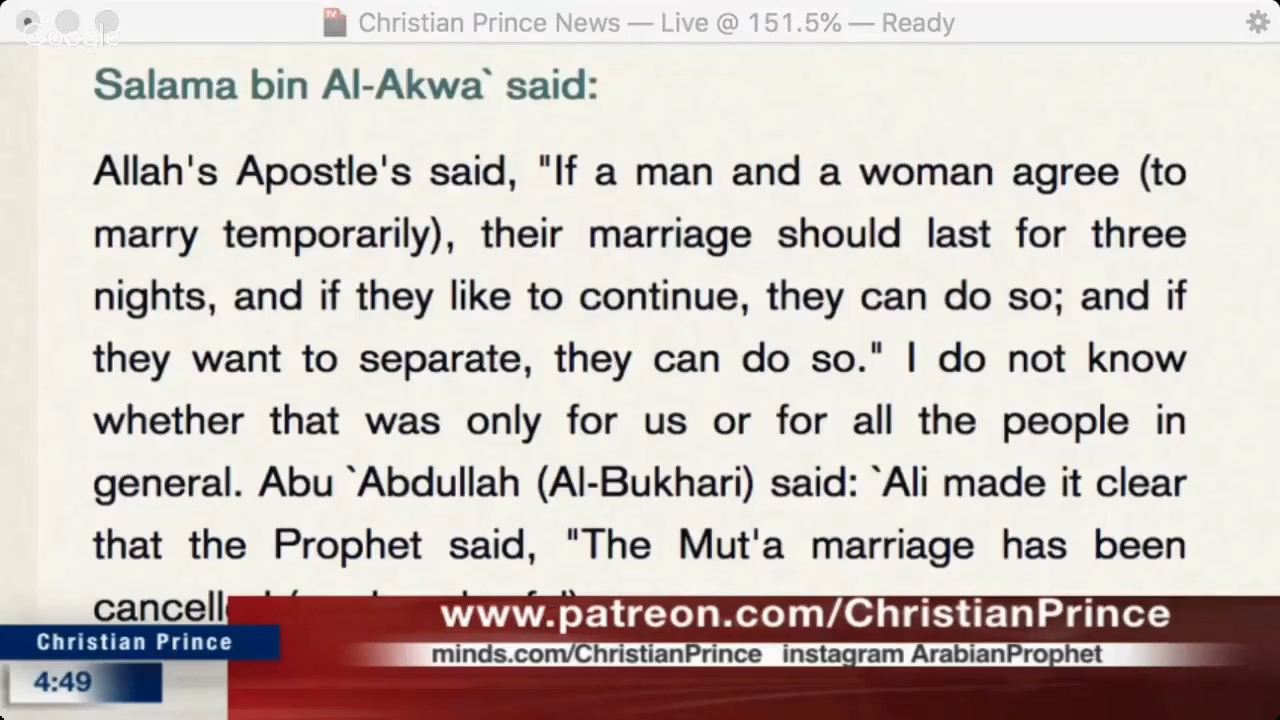 Christian Prince News — Live @ 151.5% — Ready
Google
Salama bin Al-Akwa` said:
Allah's Apostle's said, "If a man and a woman agree (to
marry temporarily), their marriage should last for three
nights, and if they like to continue, they can do so; and if
they want to separate, they can do so." I do not know
whether that was only for us or for all the people in
general. Abu `Abdullah (Al-Bukhari) said: `Ali made it clear
that the Prophet said, "The Mut'a marriage has been
www.patreon.com/ChristianPrince
Christian Prince
minds.com/ChristianPrince instagram ArabianProphet
4:49